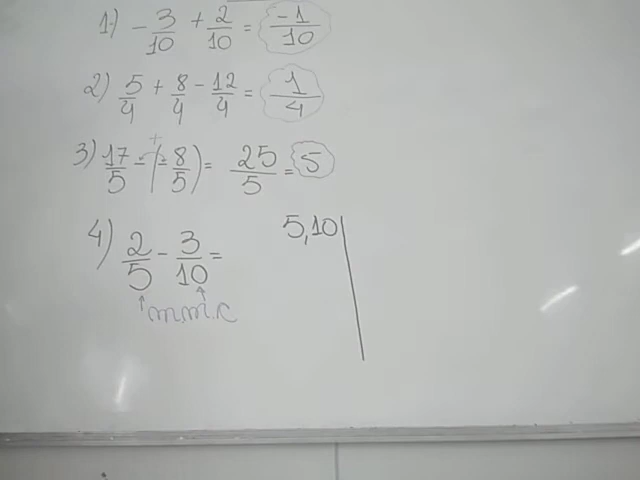 1) -3/10 + 2/10 = -1/10
2) 5/4 + 8/4 - 12/4 = 1/4
3) 17/5 - (- 8/5) = 25/5 = 5
+
4) 2/5 - 3/10 =
5,10
↑ ↑
m.m.c